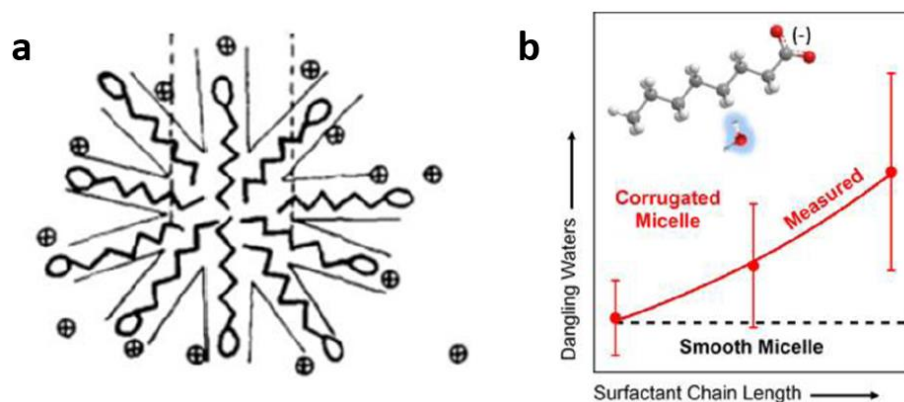 a
b
(-)
Corrugated
Micelle
Measured
Smooth Micelle
Dangling Waters
Surfactant Chain Length